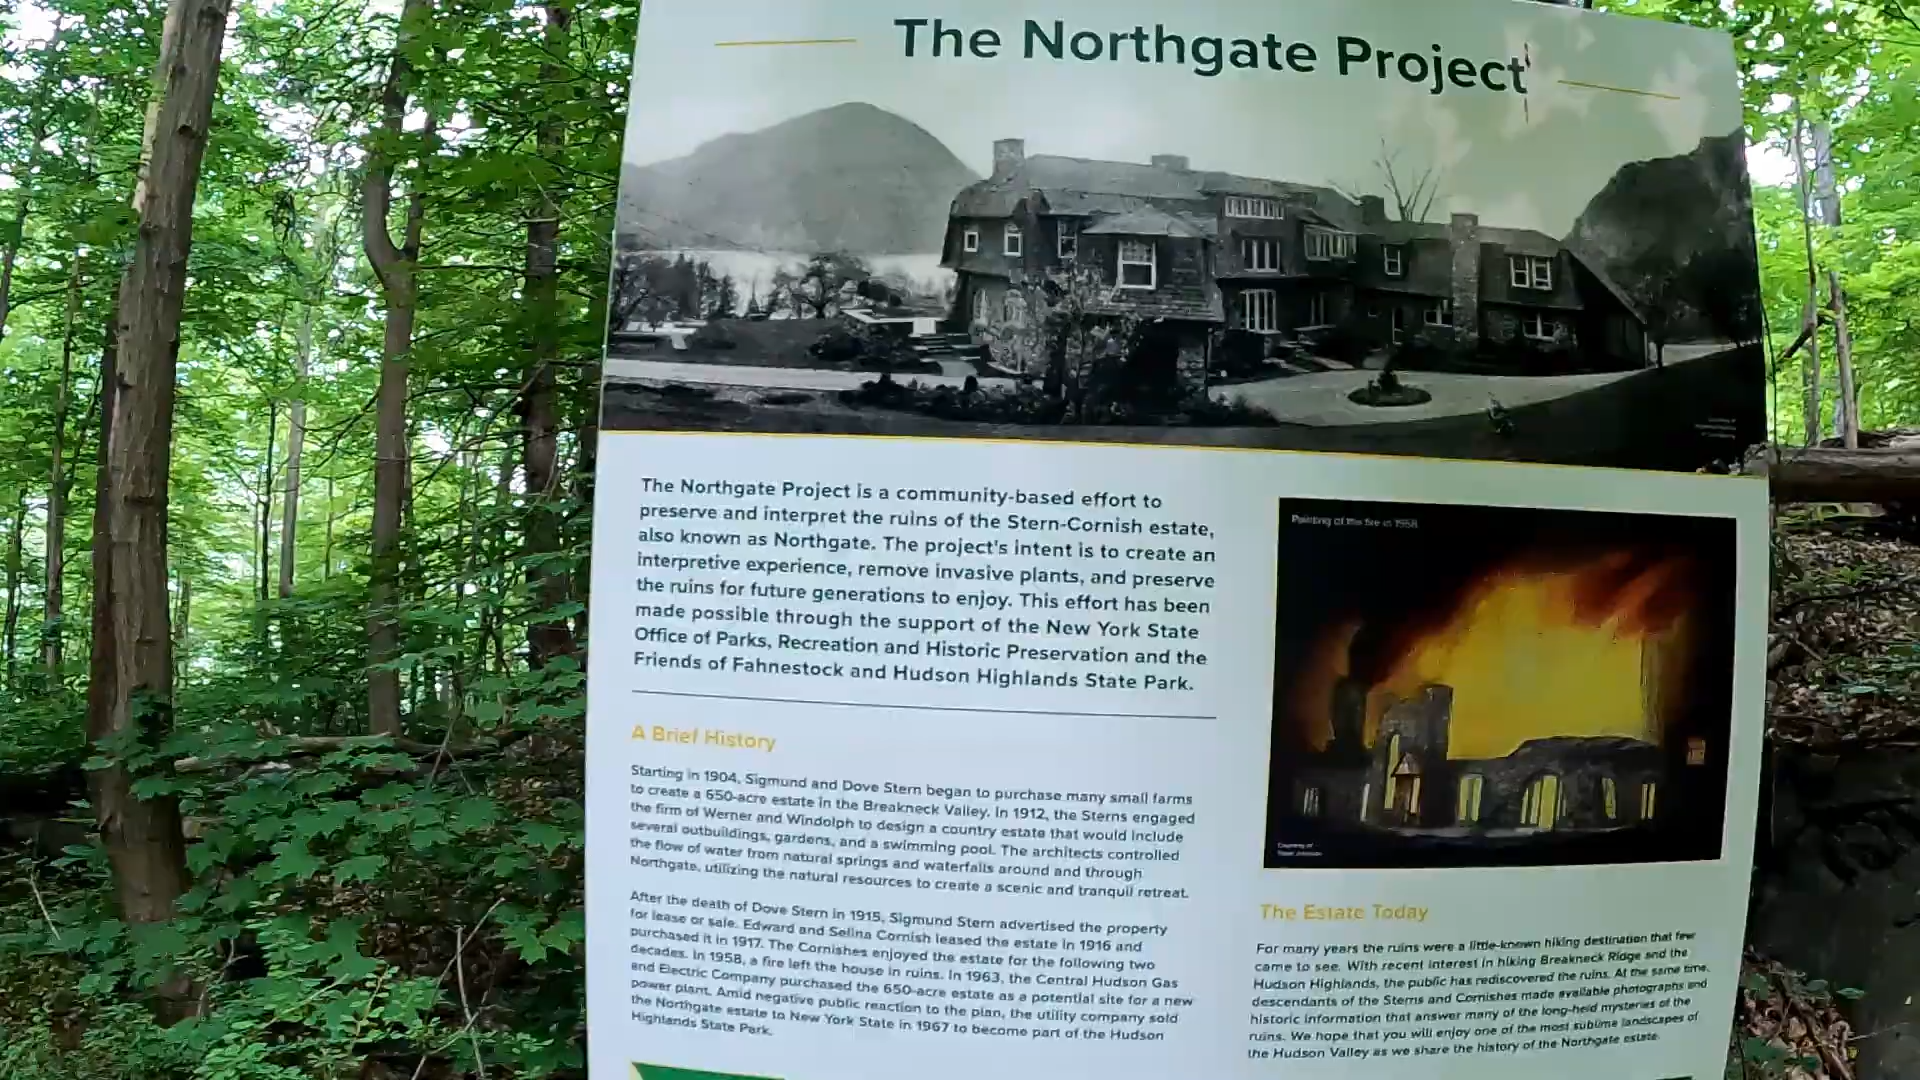 The Northgate Project
The Northgate Project is a community-based effort to
preserve and interpret the ruins of the Stern-Cornish estate,
also known as Northgate. The project's intent is to create an
interpretive experience, remove invasive plants, and preserve
the ruins for future generations to enjoy. This effort has been
made possible through the support of the New York State
Office of Parks, Recreation and Historic Preservation and the
Friends of Fahnestock and Hudson Highlands State Park.
A Brief History
Starting in 1904, Sigmund and Dove Stern began to purchase many small farms
to create a 650-acre estate in the Breakneck Valley. In 1912, the Sterns engaged
the firm of Werner and Windolph to design a country estate that would include
several outbuildings, gardens, and a swimming pool. The architects controlled
the flow of water from natural springs and waterfalls around and through
Northgate, utilizing the natural resources to create a scenic and tranquil retreat.
After the death of Dove Stern in 1915, Sigmund Stern advertised the property
for lease or sale. Edward and Selina Cornish leased the estate in 1916 and
purchased it in 1917. The Cornishes enjoyed the estate for the following two
decades. In 1958, a fire left the house in ruins. In 1963, the Central Hudson Gas
and Electric Company purchased the 650-acre estate as a potential site for a new
power plant. Amid negative public reaction to the plan, the utility company sold
the Northgate estate to New York State in 1967 to become part of the Hudson
Highlands State Park.
Painting of the fire in 1958
Courtesy of
The Estate Today
For many years the ruins were a little-known hiking destination that few
came to see. With recent interest in hiking Breakneck Ridge and the
Hudson Highlands, the public has rediscovered the ruins. At the same time,
descendants of the Sterns and Cornishes made available photographs and
historic information that answer many of the long-held mysteries of the
ruins. We hope that you will enjoy one of the most sublime landscapes of
the Hudson Valley as we share the history of the Northgate estate.